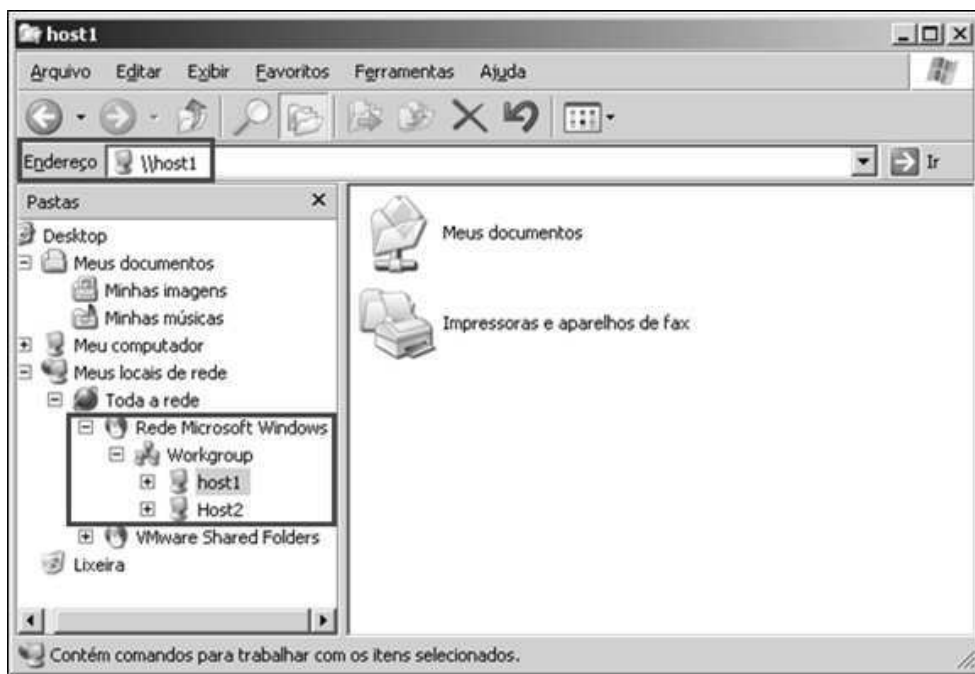 host1
Arquivo Editar Exibir Favoritos Ferramentas Ajuda
Endereço \\host1 Ir
Pastas
Desktop
Meus documentos
Minhas imagens
Minhas músicas
Meu computador
Meus locais de rede
Toda a rede
Rede Microsoft Windows
Workgroup
host1
Host2
VMware Shared Folders
Lixeira
Meus documentos
Impressoras e aparelhos de fax
Contém comandos para trabalhar com os itens selecionados.